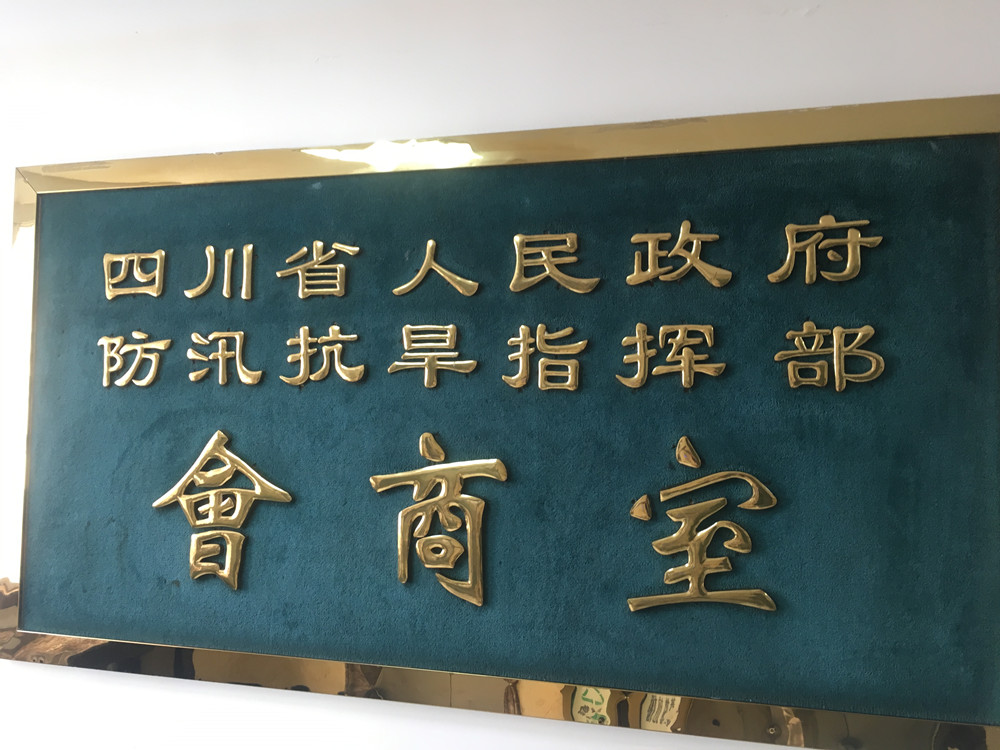 四川省人民政府
防汛抗旱指挥部
會商室